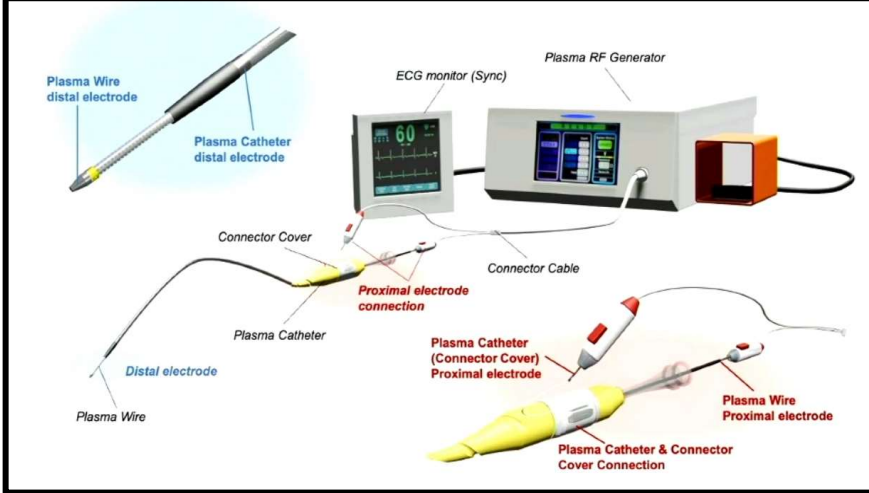 Plasma RF Generator
ECG monitor (Sync)
Plasma Wire
distal electrode
Plasma Catheter
distal electrode
60
Connector Cover
Connector Cable
Proximal electrode
connection
Plasma Catheter
Distal electrode
Plasma Wire
Plasma Catheter
(Connector Cover)
Proximal electrode
Plasma Wire
Proximal electrode
Plasma Catheter & Connector
Cover Connection